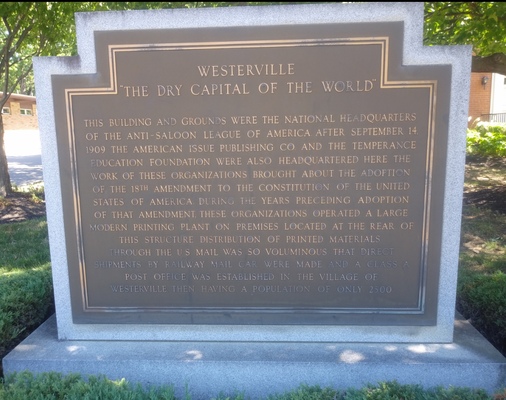 WESTERVILLE
"THE DRY CAPITAL OF THE WORLD"
THIS BUILDING AND GROUNDS WERE THE NATIONAL HEADQUARTERS
OF THE ANTI-SALOON LEAGUE OF AMERICA AFTER SEPTEMBER 14
1909 THE AMERICAN ISSUE PUBLISHING CO AND THE TEMPERANCE
EDUCATION FOUNDATION WERE ALSO HEADQUARTERED HERE THE
WORK OF THESE ORGANIZATIONS BROUGHT ABOUT THE ADOPTION
OF THE 18TH AMENDMENT TO THE CONSTITUTION OF THE UNITED
STATES OF AMERICA DURING THE YEARS PRECEDING ADOPTION
OF THAT AMENDMENT THESE ORGANIZATIONS OPERATED A LARGE
MODERN PRINTING PLANT ON PREMISES LOCATED AT THE REAR OF
THIS STRUCTURE DISTRIBUTION OF PRINTED MATERIALS
THROUGH THE U S MAIL WAS SO VOLUMINOUS THAT DIRECT
SHIPMENTS BY RAILWAY MAIL CAR WERE MADE AND A CLASS
POST OFFICE WAS ESTABLISHED IN THE VILLAGE OF
WESTERVILLE THEN HAVING A POPULATION OF ONLY